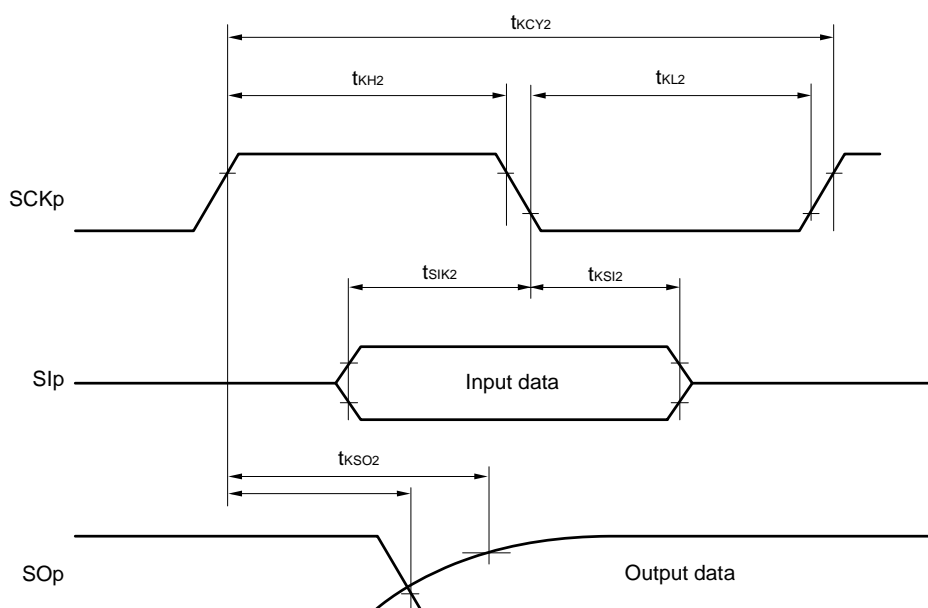 tKCY2
tKH2
tKL2
SCKp
tSIK2
tKSI2
SIp
Input data
tKSO2
SOp
Output data